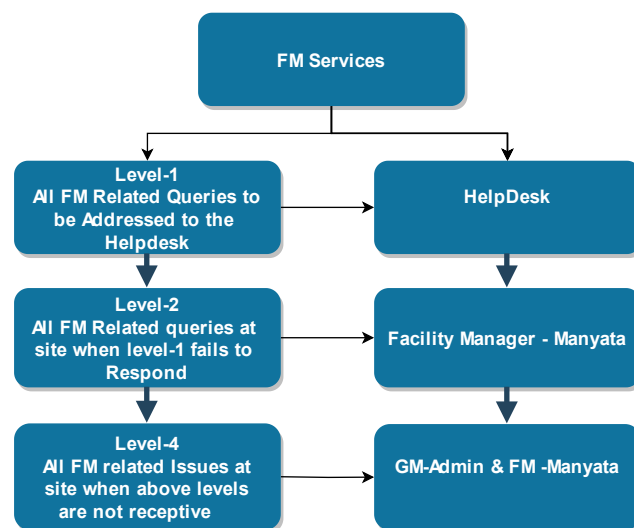 FM Services
Level-1
All FM Related Queries to
be Addressed to the
Helpdesk
HelpDesk
Level-2
All FM Related queries at
site when level-1 fails to
Respond
Facility Manager - Manyata
Level-4
All FM related Issues at
site when above levels
are not receptive
GM-Admin & FM -Manyata